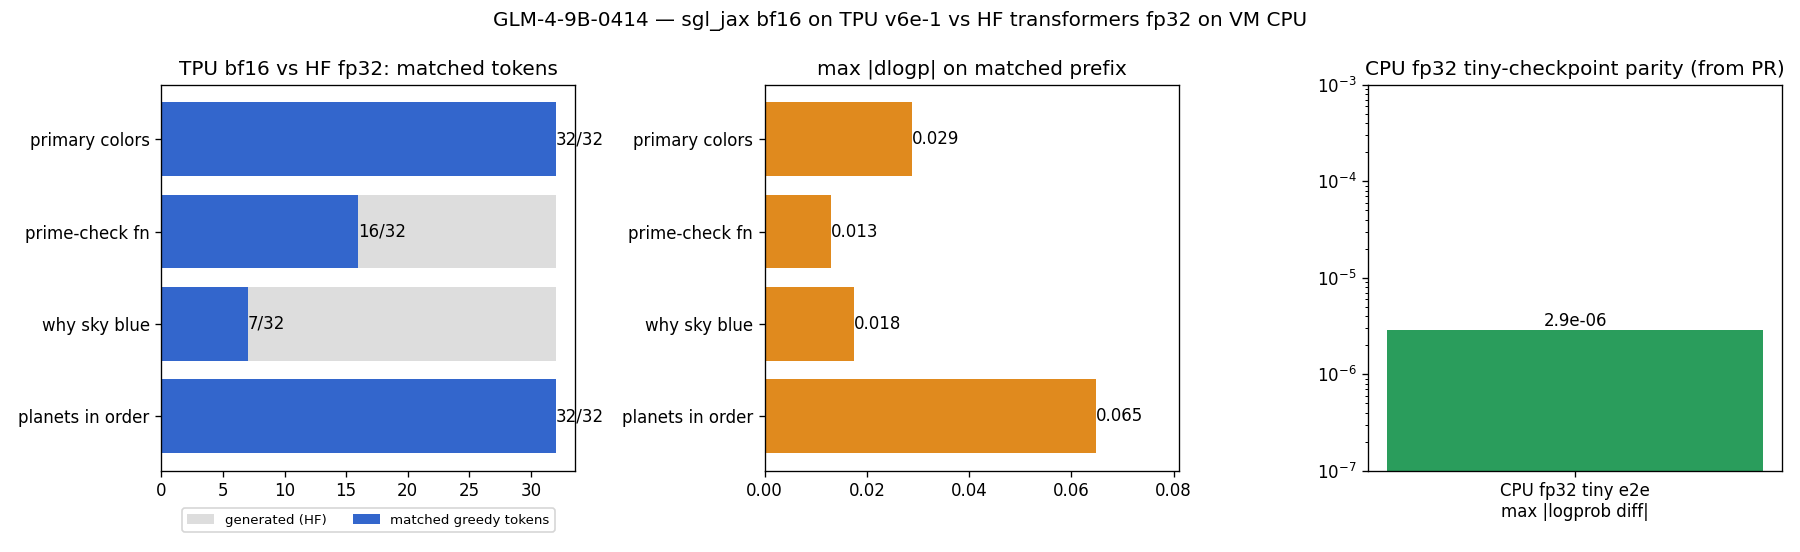 GLM-4-9B-0414 — sgl_jax bf16 on TPU v6e-1 vs HF transformers fp32 on VM CPU
TPU bf16 vs HF fp32: matched tokens
primary colors
32/32
prime-check fn
16/32
why sky blue
7/32
planets in order
32/32
0 5 10 15 20 25 30
generated (HF)
matched greedy tokens
max |dlogp| on matched prefix
primary colors
0.029
prime-check fn
0.013
why sky blue
0.018
planets in order
0.065
0.00 0.02 0.04 0.06 0.08
CPU fp32 tiny-checkpoint parity (from PR)
10⁻³
10⁻⁴
10⁻⁵
10⁻⁶
10⁻⁷
2.9e-06
CPU fp32 tiny e2e
max |logprob diff|